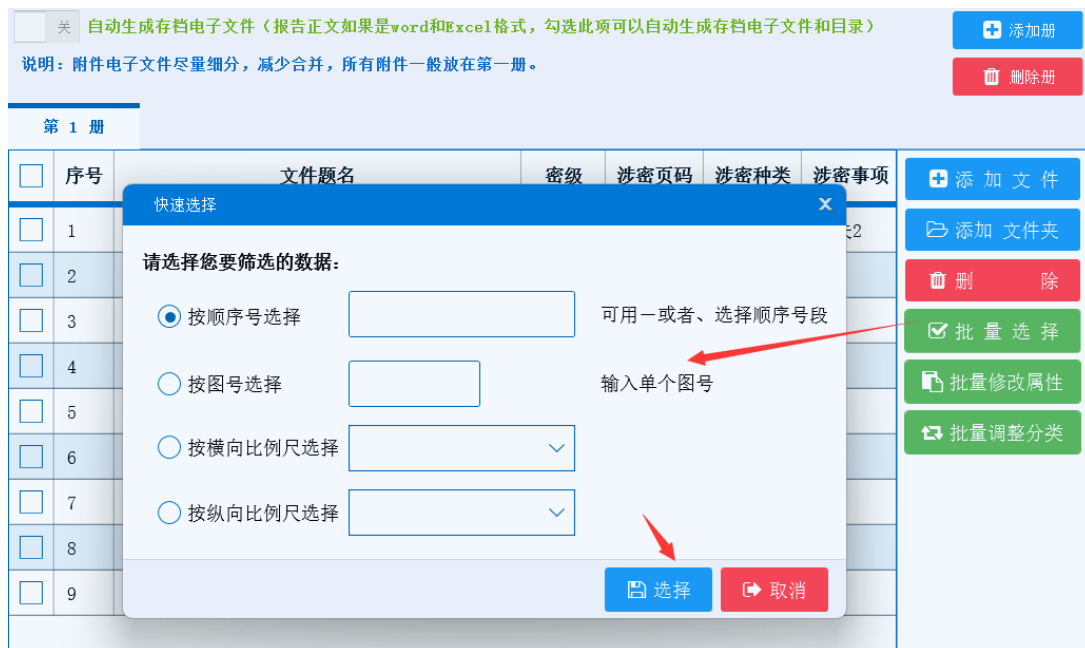 关 自动生成存档电子文件（报告正文如果是word和Excel格式，勾选此项可以自动生成存档电子文件和目录）
添加册
说明：附件电子文件尽量细分，减少合并，所有附件一般放在第一册。
删除册
第 1 册
序号 文件题名 密级 涉密页码 涉密种类 涉密事项
添 加 文 件
快速选择 X
1
2
添加 文件夹
请选择您要筛选的数据：
2
删 除
按顺序号选择 可用－或者、选择顺序号段
3
批 量 选 择
4
按图号选择 输入单个图号
批量修改属性
5
批量调整分类
按横向比例尺选择
6
7
按纵向比例尺选择
8
9
选择 取消